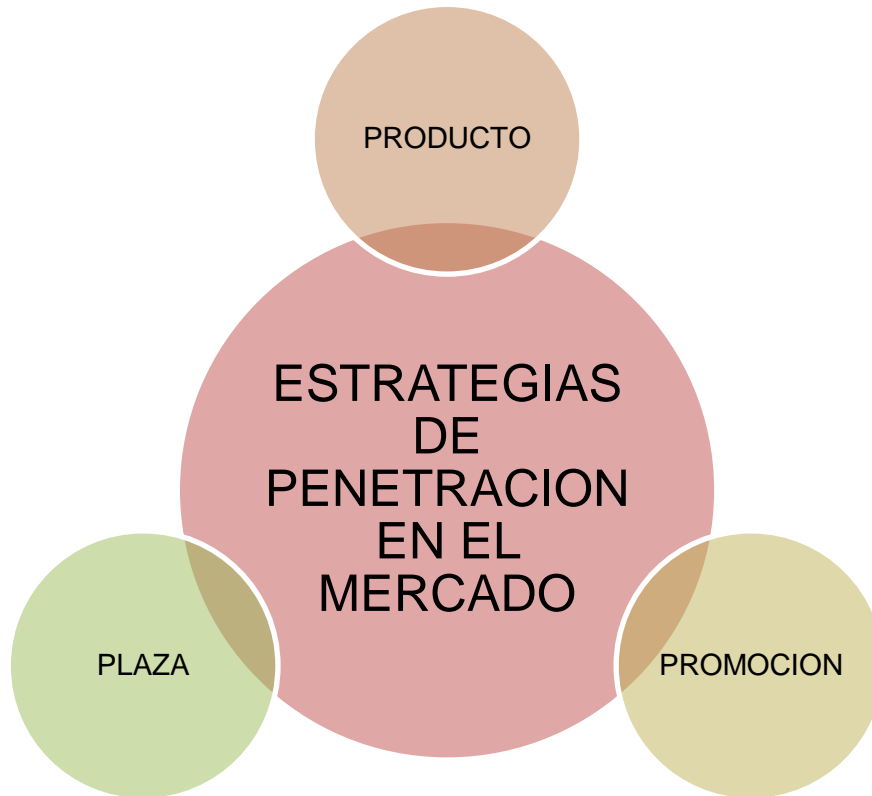 PRODUCTO
ESTRATEGIAS
DE
PENETRACION
EN EL
MERCADO
PLAZA
PROMOCION